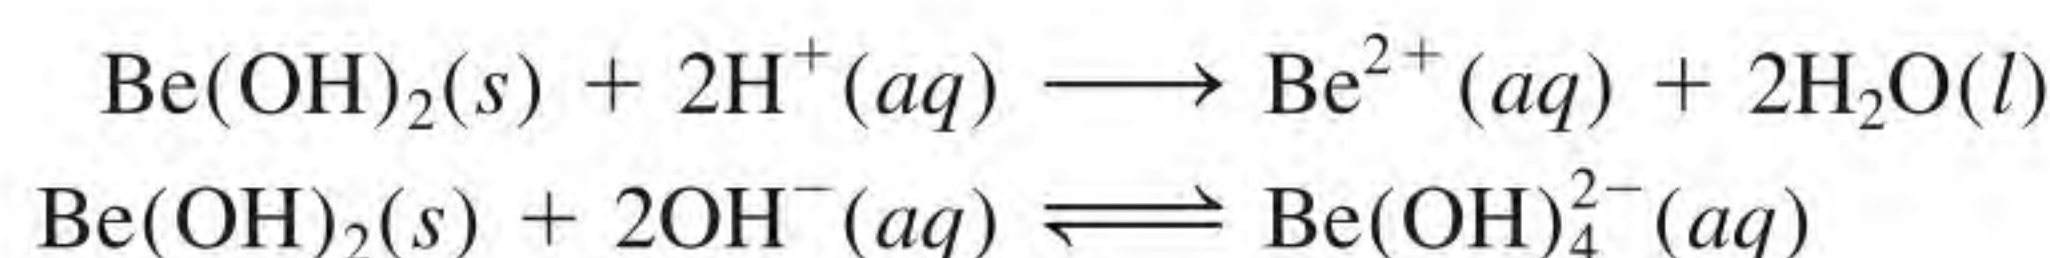 Be(OH)₂(s) + 2H⁺(aq) ⟶ Be²⁺(aq) + 2H₂O(l)
Be(OH)₂(s) + 2OH⁻(aq) ⇌ Be(OH)₄²⁻(aq)